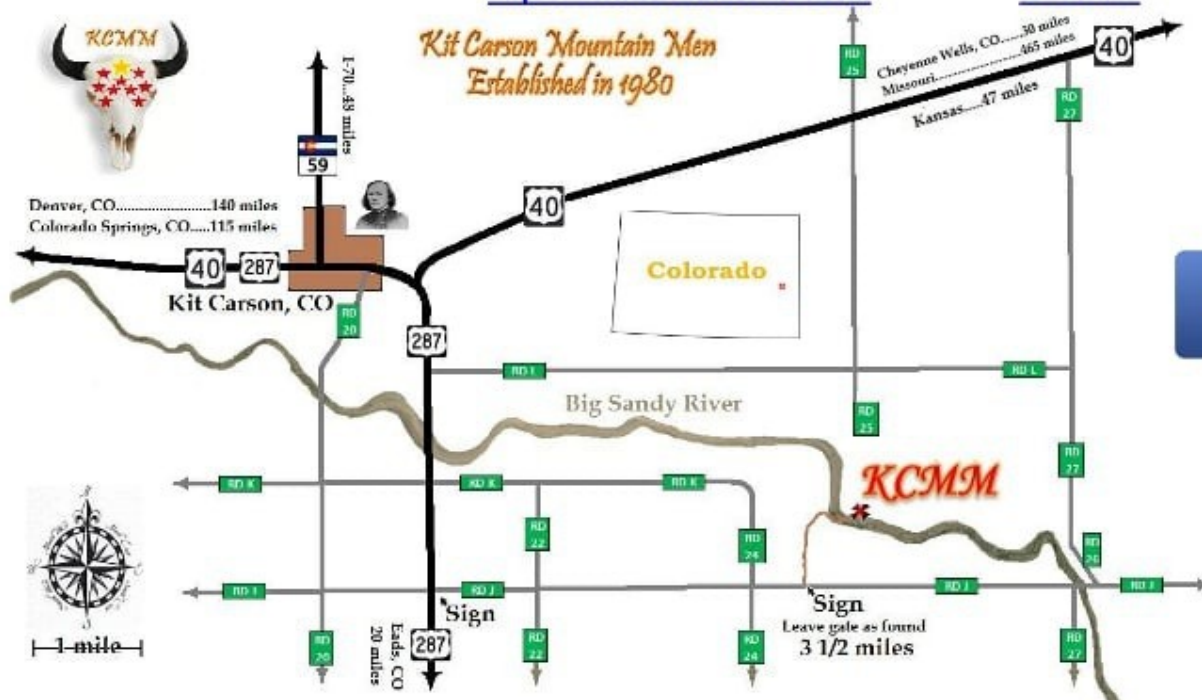 KCMM
Kit Carson Mountain Men
Established in 1980
I-70...48 miles
59
Denver, CO......................140 miles
Colorado Springs, CO.....115 miles
40
287
Kit Carson, CO
RD 20
287
40
RD 25
Cheyenne Wells, CO......30 miles
Missouri....................465 miles
Kansas.....47 miles
40
RD 27
Colorado
RD L
RD L
Big Sandy River
RD 25
RD 27
KCMM
RD K
RD K
RD K
RD 22
RD 24
RD 26
RD J
RD J
RD J
Sign
Sign
Leave gate as found
3 1/2 miles
1 mile
RD 20
Eads, CO
20 miles
287
RD 22
RD 24
RD 27